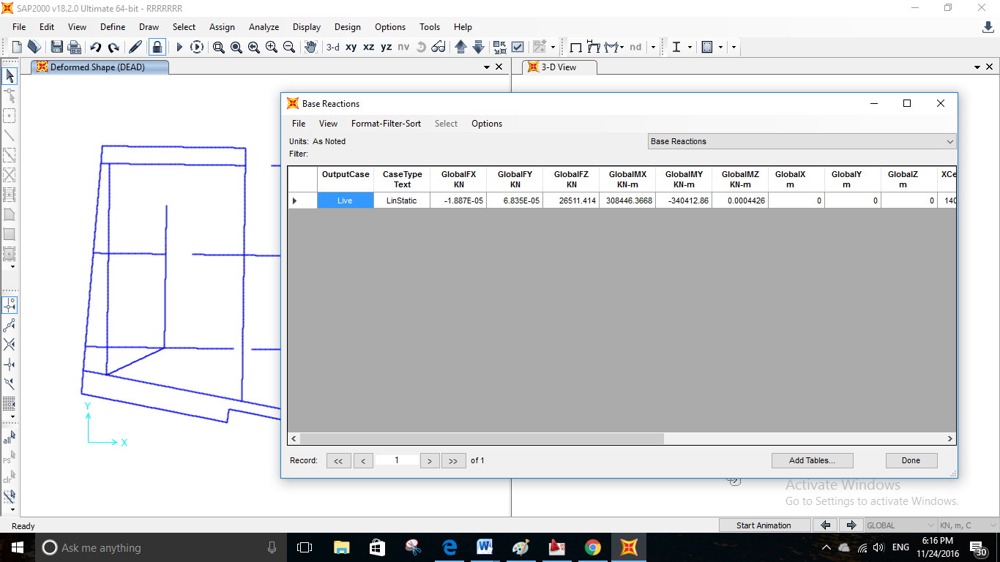 SAP2000 v18.2.0 Ultimate 64-bit - RRRRRRR
File Edit View Define Draw Select Assign Analyze Display Design Options Tools Help
3-d xy xz yz nv nd
Deformed Shape (DEAD)
3-D View
Base Reactions
File View Format-Filter-Sort Select Options
Units: As Noted
Base Reactions
Filter:
OutputCase CaseType GlobalFX GlobalFY GlobalFZ GlobalMX GlobalMY GlobalMZ GlobalX GlobalY GlobalZ XCe
Text KN KN KN KN-m KN-m KN-m m m m
Live LinStatic -1.887E-05 6.835E-05 26511.414 308446.3668 -340412.86 0.0004426 0 0 0 140
Record: << < 1 > >> of 1 Add Tables... Done
Y
X
all
PS
clr
Activate Windows
Go to Settings to activate Windows.
Ready
Start Animation GLOBAL KN, m, C
Ask me anything
ENG
6:16 PM
11/24/2016
30